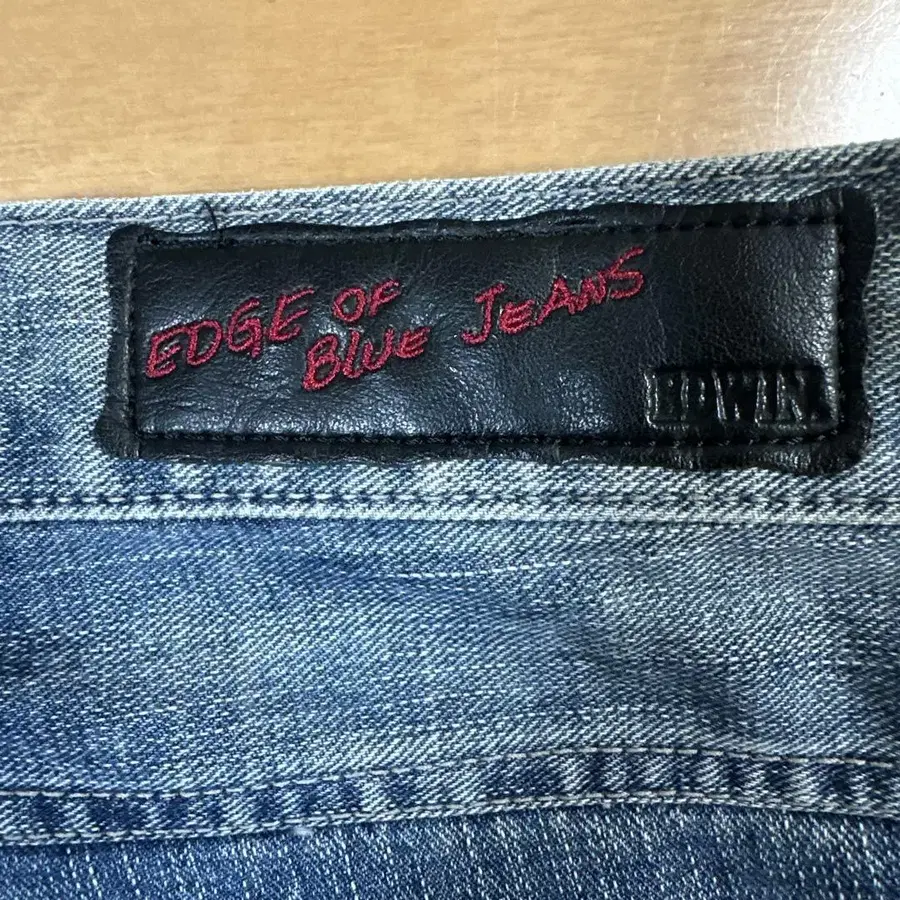 EDGE OF
BlUE JeANS
EDWIN.